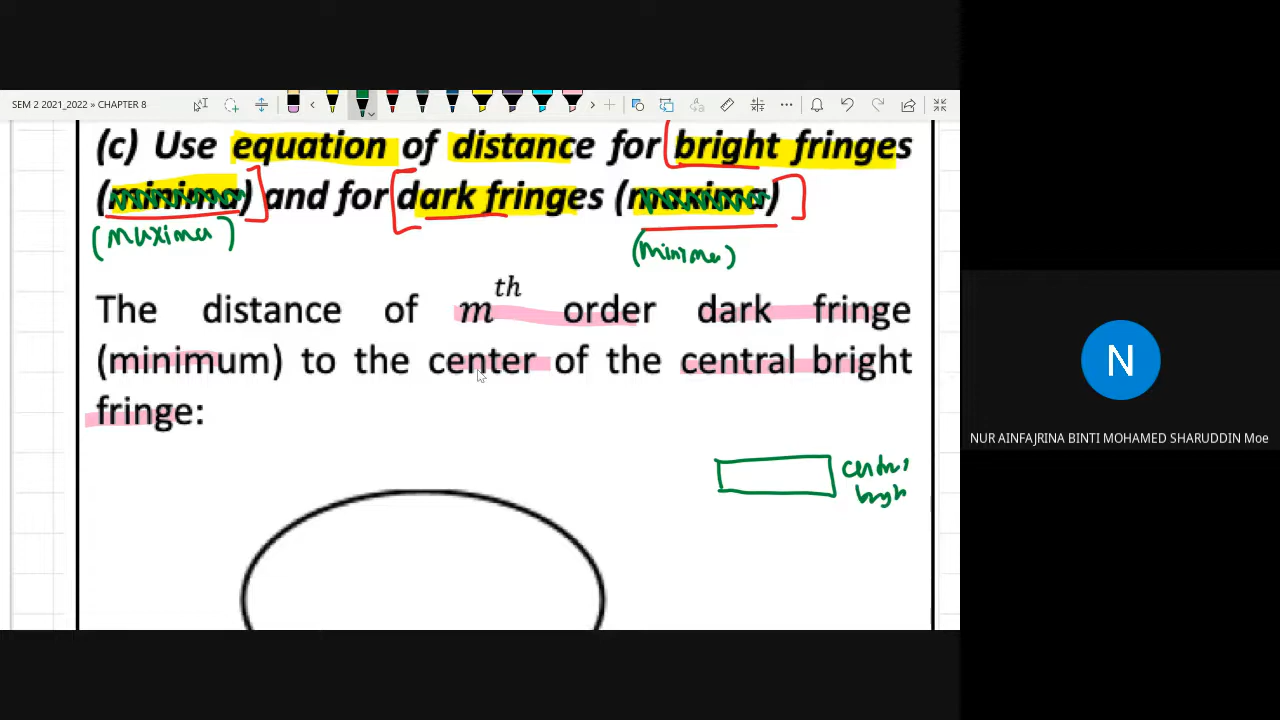 SEM 2 2021_2022 » CHAPTER 8
(c) Use equation of distance for bright fringes
(minima) and for dark fringes (maxima)
(maxima)
(minima)
The distance of m^th order dark fringe
(minimum) to the center of the central bright
fringe:
N
NUR AINFAJRINA BINTI MOHAMED SHARUDDIN Moe